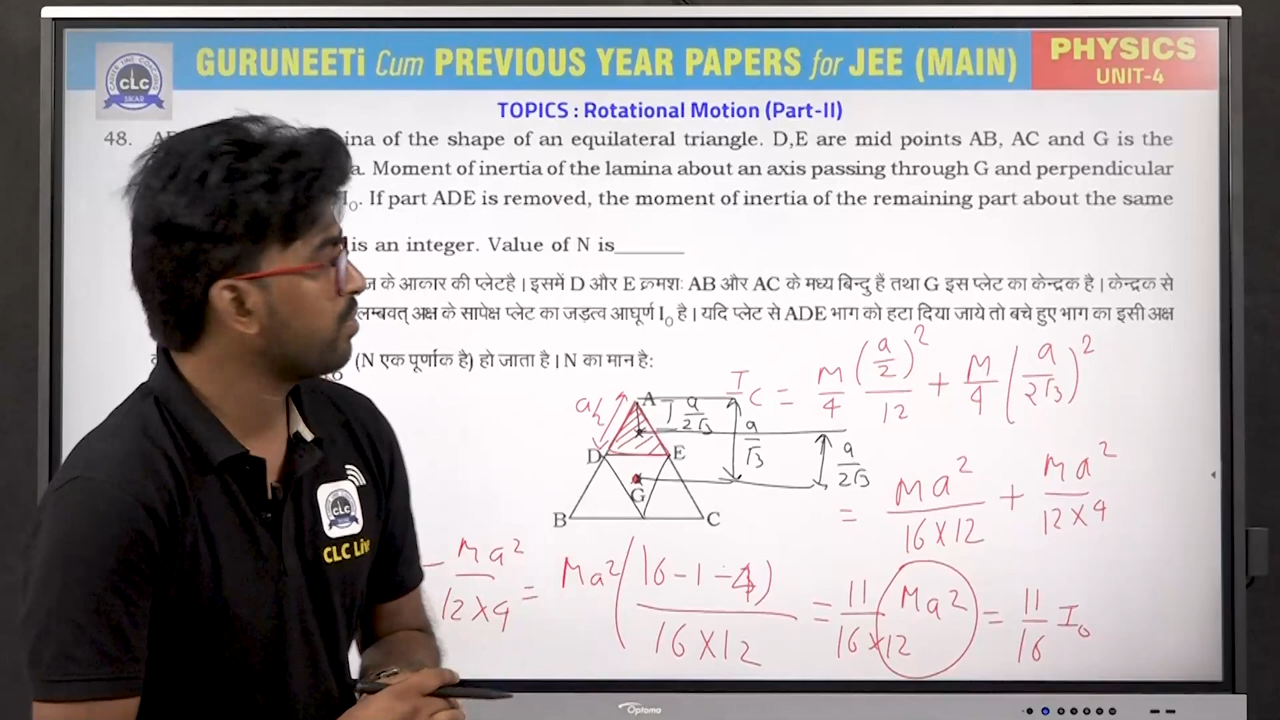 GURUNEETi Cum PREVIOUS YEAR PAPERS for JEE (MAIN)
PHYSICS
UNIT-4
CLC
SIKAR
TOPICS : Rotational Motion (Part-II)
48. of the shape of an equilateral triangle. D,E are mid points AB, AC and G is the
Moment of inertia of the lamina about an axis passing through G and perpendicular
I₀. If part ADE is removed, the moment of inertia of the remaining part about the same
is an integer. Value of N is______
के आकार की प्लेटहै। इसमें D और E क्रमशः AB और AC के मध्य बिन्दु हैं तथा G इस प्लेट का केन्द्रक है। केन्द्रक से
लम्बवत् अक्ष के सापेक्ष प्लेट का जड़त्व आघूर्ण I₀ है। यदि प्लेट से ADE भाग को हटा दिया जाये तो बचे हुए भाग का इसी अक्ष
(N एक पूर्णाक है) हो जाता है। N का मान है:
I C = M/4 (a/2)²/12 + M/4 (a/2√3)²
a/2 A a/2√3
a/√3
D E a/2√3
G
B C
= Ma²/16×12 + Ma²/12×4
- Ma²/12×4 = Ma² (16-1-4)/16×12 = 11/16×12 Ma² = 11/16 I₀
CLC
CLC Live
Optoma